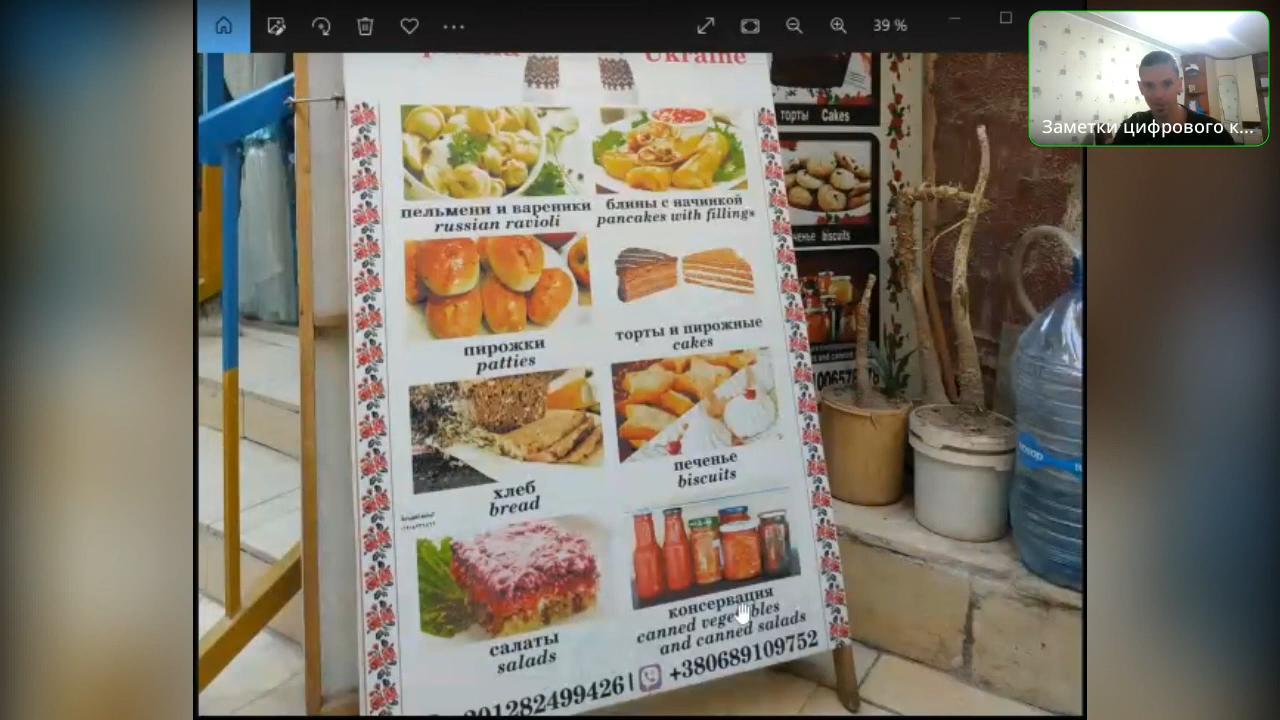 39 %
Заметки цифрового к...
Ukraine
торты Cakes
пельмени и вареники
russian ravioli
блины с начинкой
pancakes with fillings
biscuits
пирожки
patties
торты и пирожные
cakes
хлеб
bread
печенье
biscuits
салаты
salads
консервация
canned vegetables
and canned salads
+380689109752